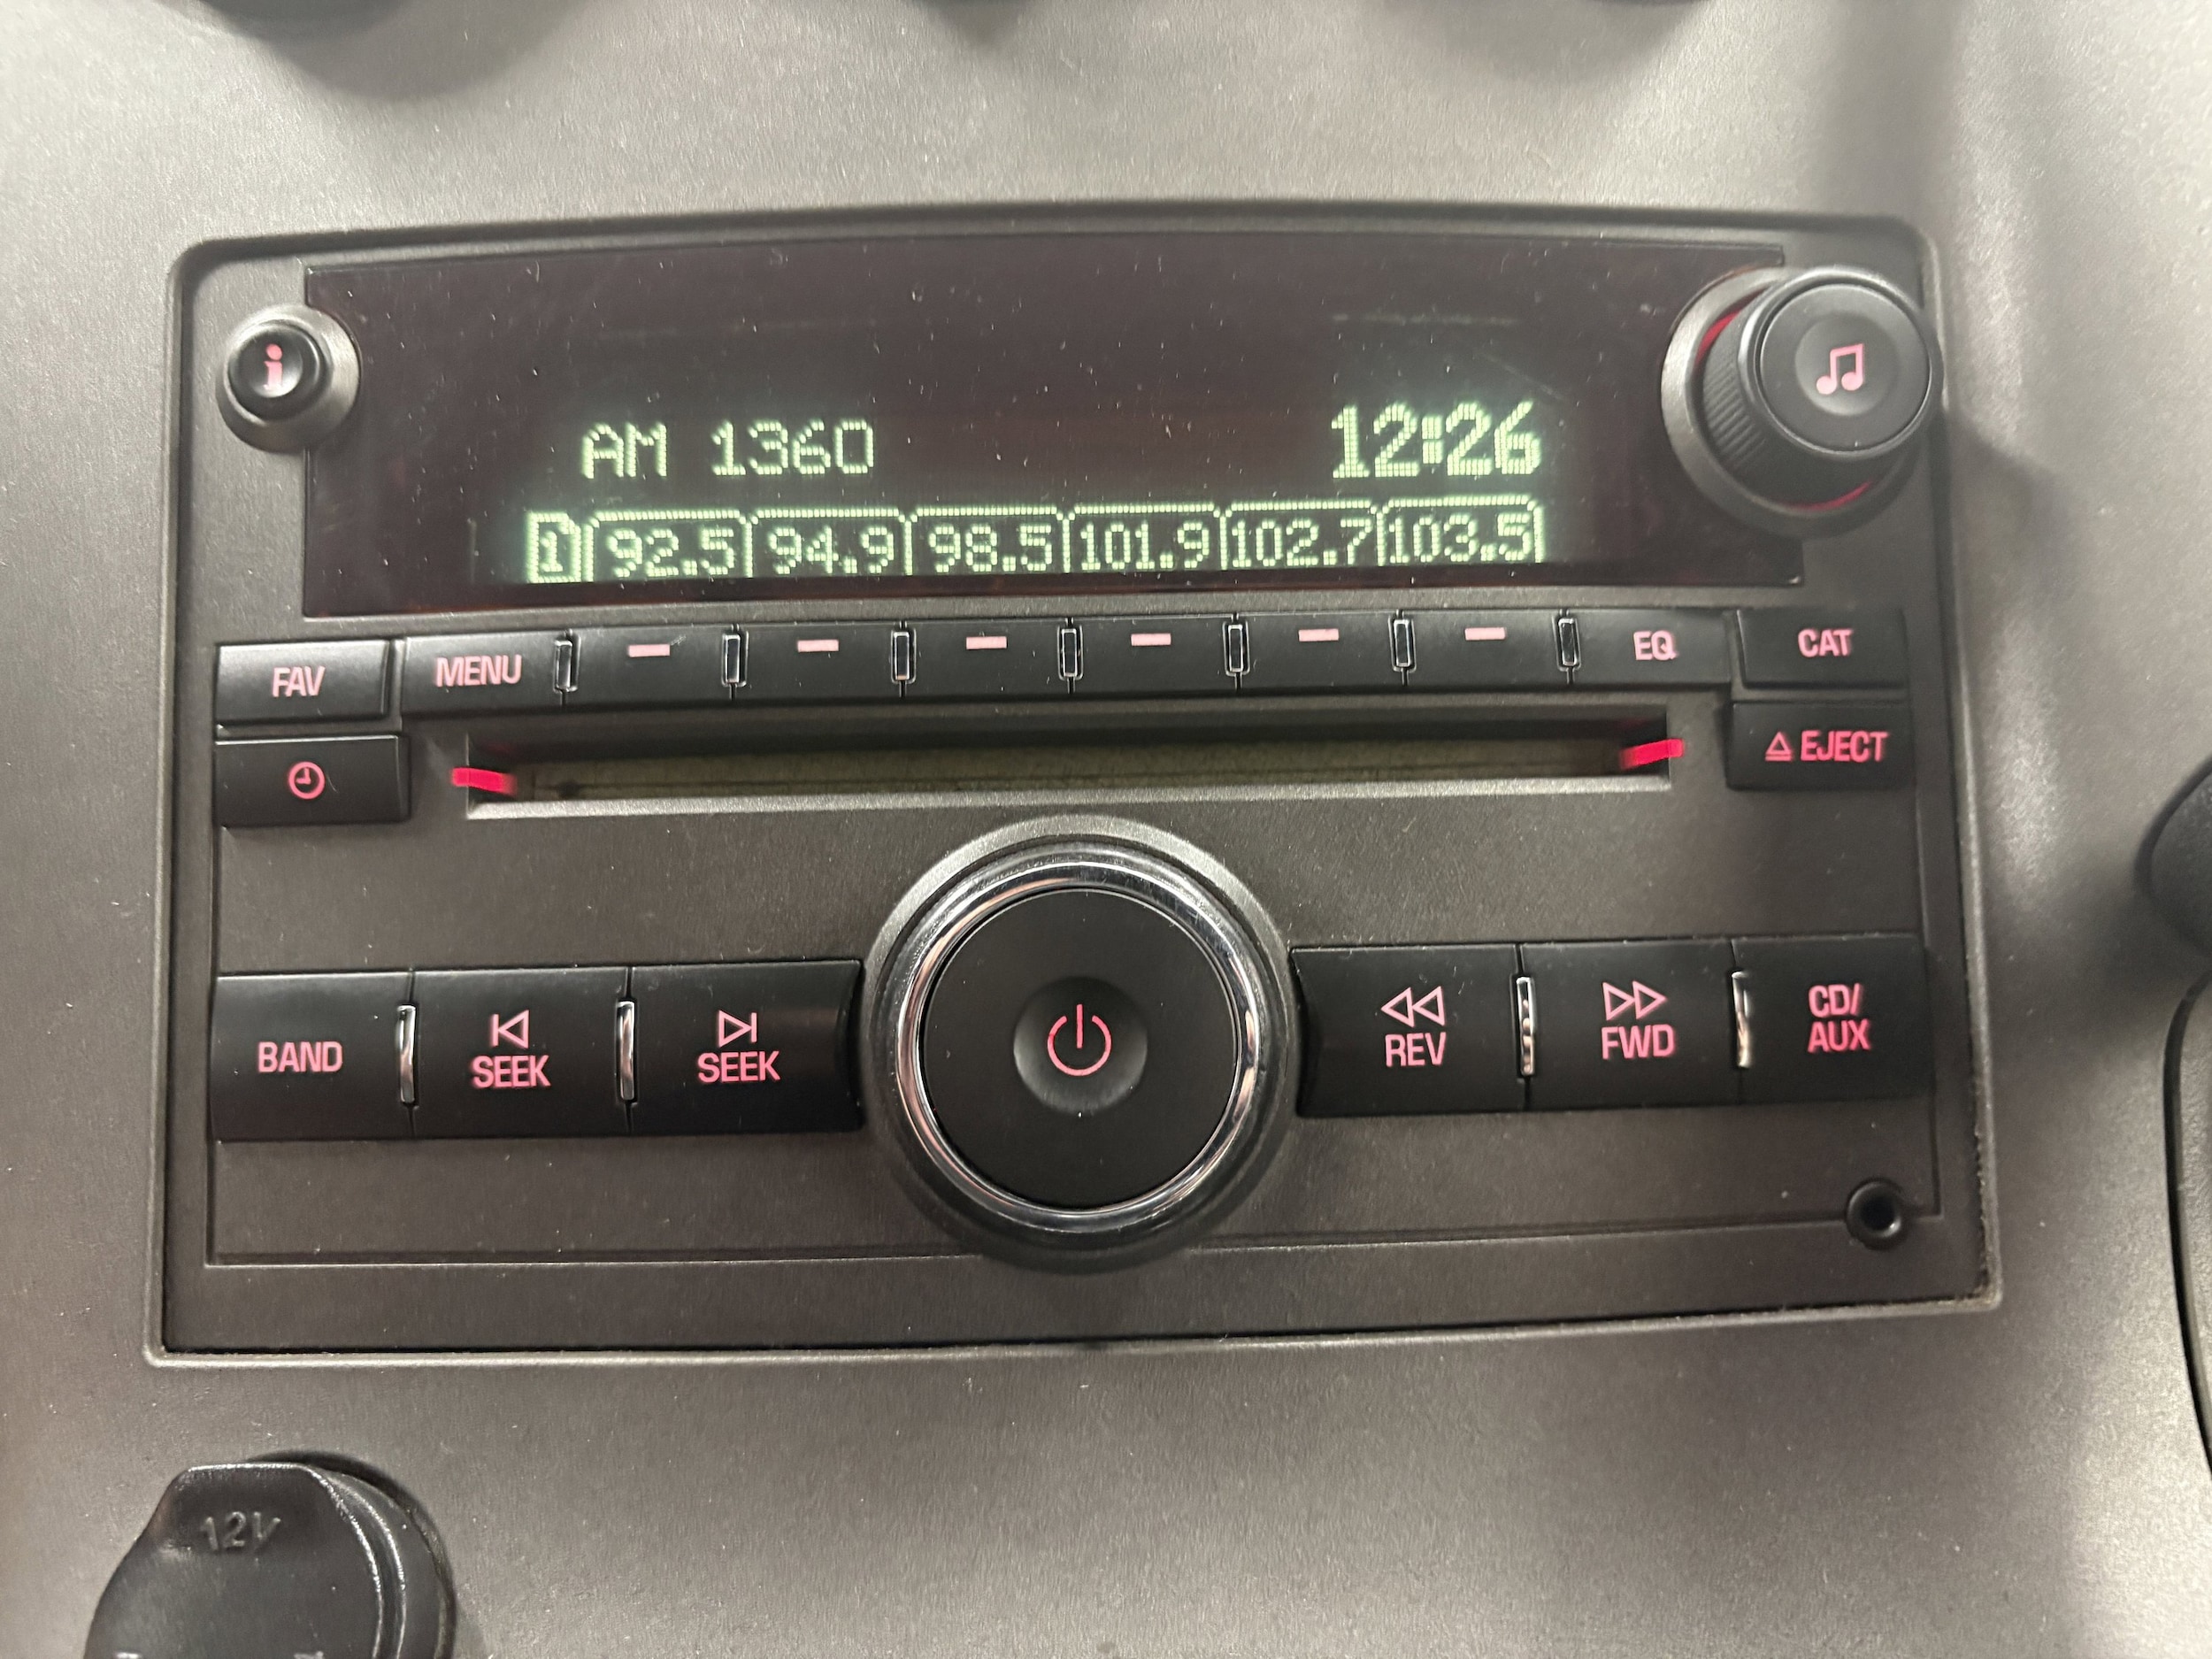 i
AM 1360 12:26
1 92.5 94.9 98.5 101.9 102.7 103.5
FAV MENU EQ CAT
EJECT
BAND SEEK SEEK REV FWD CD/
AUX
12V